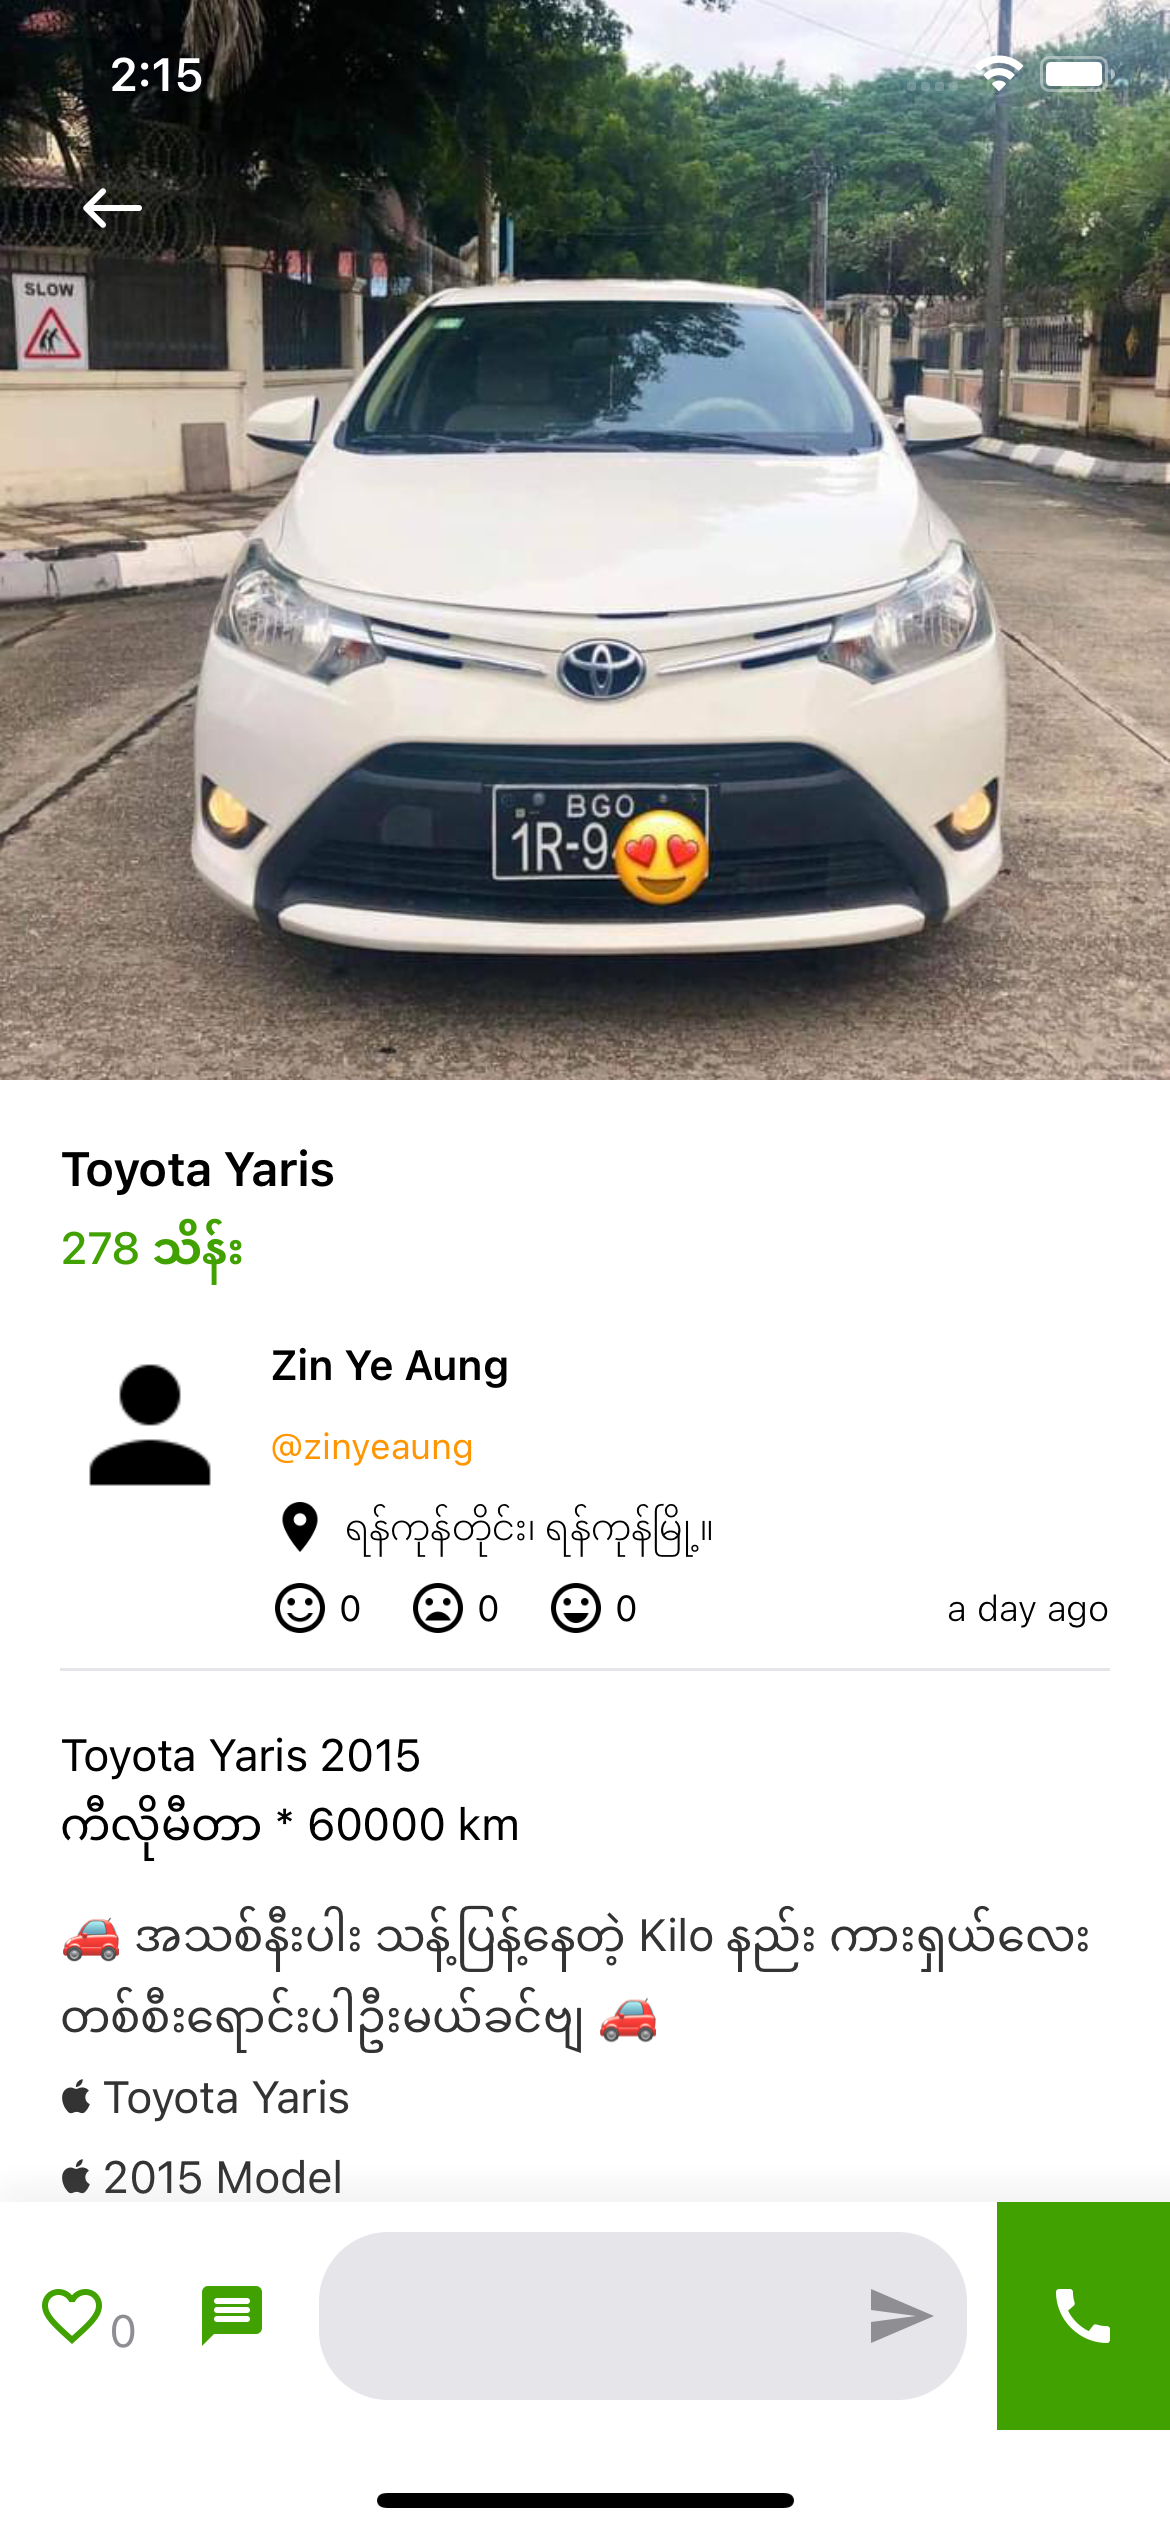 2:15
SLOW
BGO
1R-9
Toyota Yaris
278 သိန်း
Zin Ye Aung
@zinyeaung
ရန်ကုန်တိုင်း၊ ရန်ကုန်မြို့။
0 0 0 a day ago
Toyota Yaris 2015
ကီလိုမီတာ * 60000 km
🚗 အသစ်နီးပါး သန့်ပြန့်နေတဲ့ Kilo နည်း ကားရှယ်လေး
တစ်စီးရောင်းပါဦးမယ်ခင်ဗျ 🚗
 Toyota Yaris
 2015 Model
0